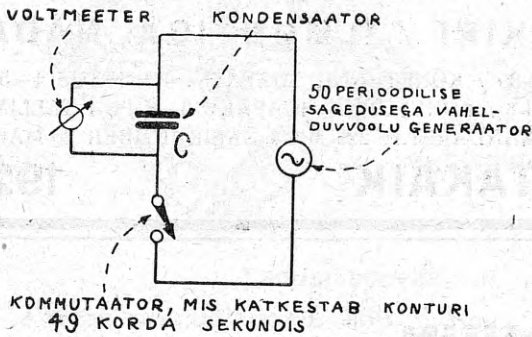 VOLTMEETER
KONDENSAATOR
50 PERIOODILISE
SAGEDUSEGA VAHEL-
DUVVOOLU GENERAATOR
C
KOMMUTAATOR, MIS KATKESTAB KONTURI
49 KORDA SEKUNDIS